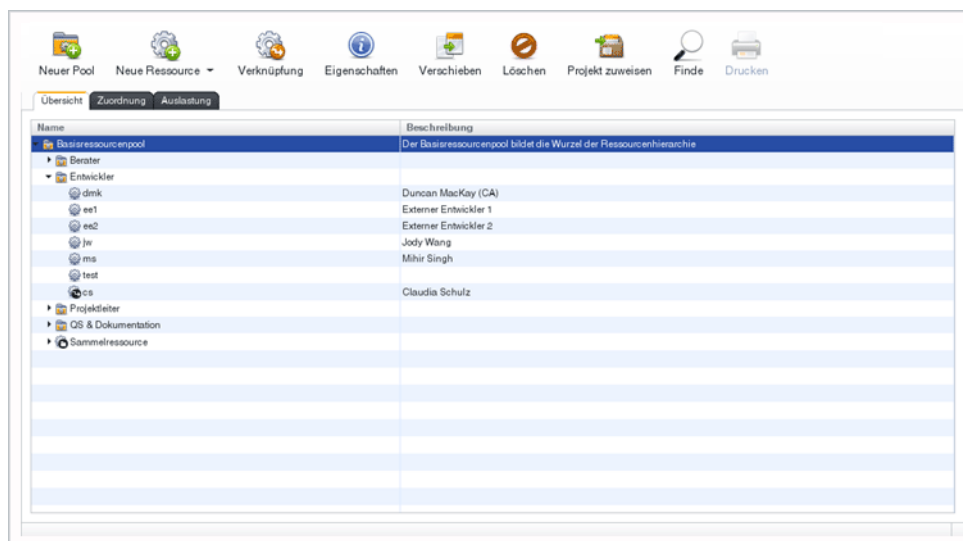 Neuer Pool Neue Ressource Verknüpfung Eigenschaften Verschieben Löschen Projekt zuweisen Finde Drucken
Übersicht Zuordnung Auslastung
Name Beschreibung
Basisressourcenpool Der Basisressourcenpool bildet die Wurzel der Ressourcenhierarchie
Berater
Entwickler
dmk Duncan MacKay (CA)
ee1 Externer Entwickler 1
ee2 Externer Entwickler 2
jw Jody Wang
ms Mihir Singh
test
cs Claudia Schulz
Projektleiter
QS & Dokumentation
Sammelressource